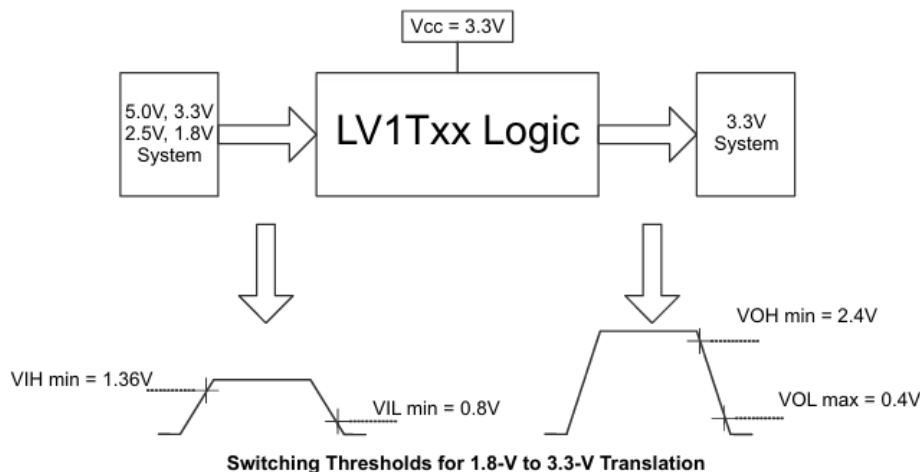 Vcc = 3.3V
5.0V, 3.3V
2.5V, 1.8V
System
LV1Txx Logic
3.3V
System
VOH min = 2.4V
VIH min = 1.36V
VIL min = 0.8V
VOL max = 0.4V
Switching Thresholds for 1.8-V to 3.3-V Translation